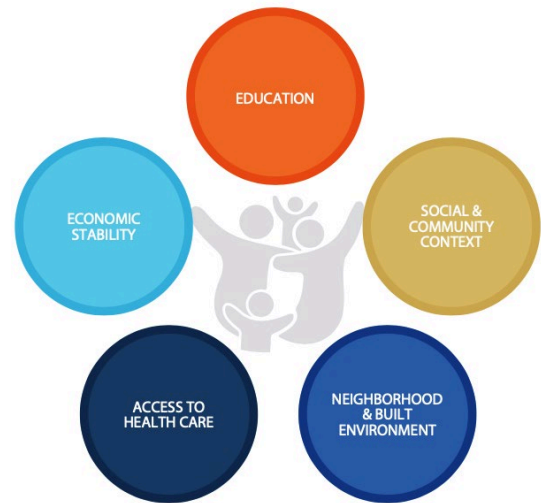 EDUCATION
ECONOMIC
STABILITY
SOCIAL &
COMMUNITY
CONTEXT
ACCESS TO
HEALTH CARE
NEIGHBORHOOD
& BUILT
ENVIRONMENT